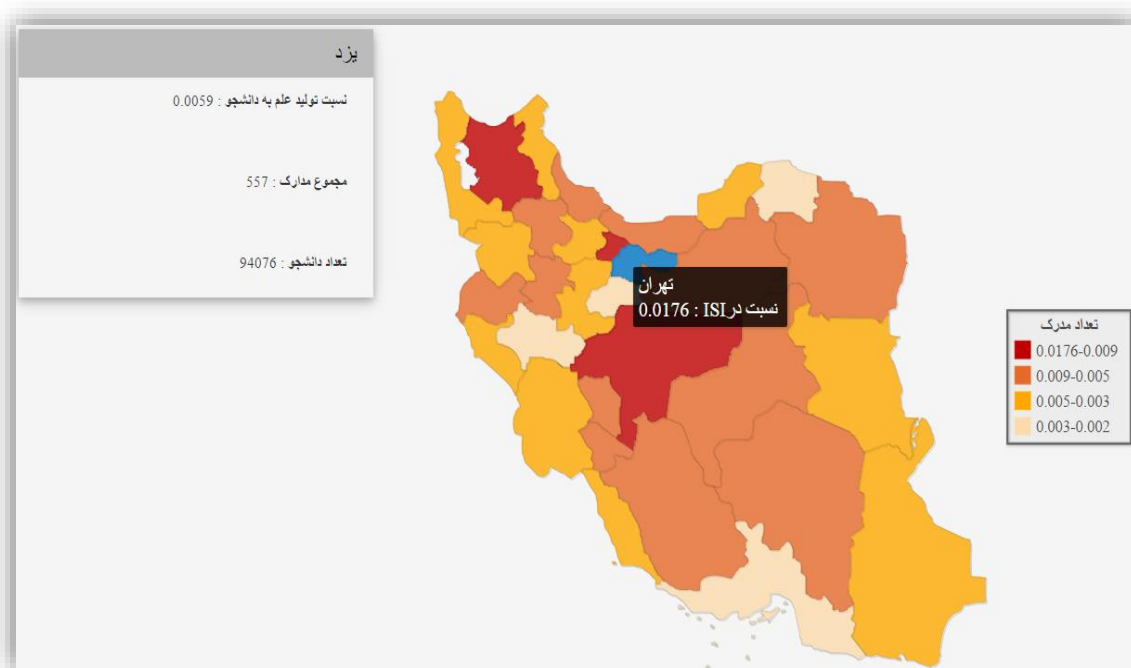 یزد
نسبت تولید علم به دانشجو : 0.0059
مجموع مدارک : 557
تعداد دانشجو : 94076
تهران
نسبت در ISI : 0.0176
تعداد مدرک
0.0176-0.009
0.009-0.005
0.005-0.003
0.003-0.002